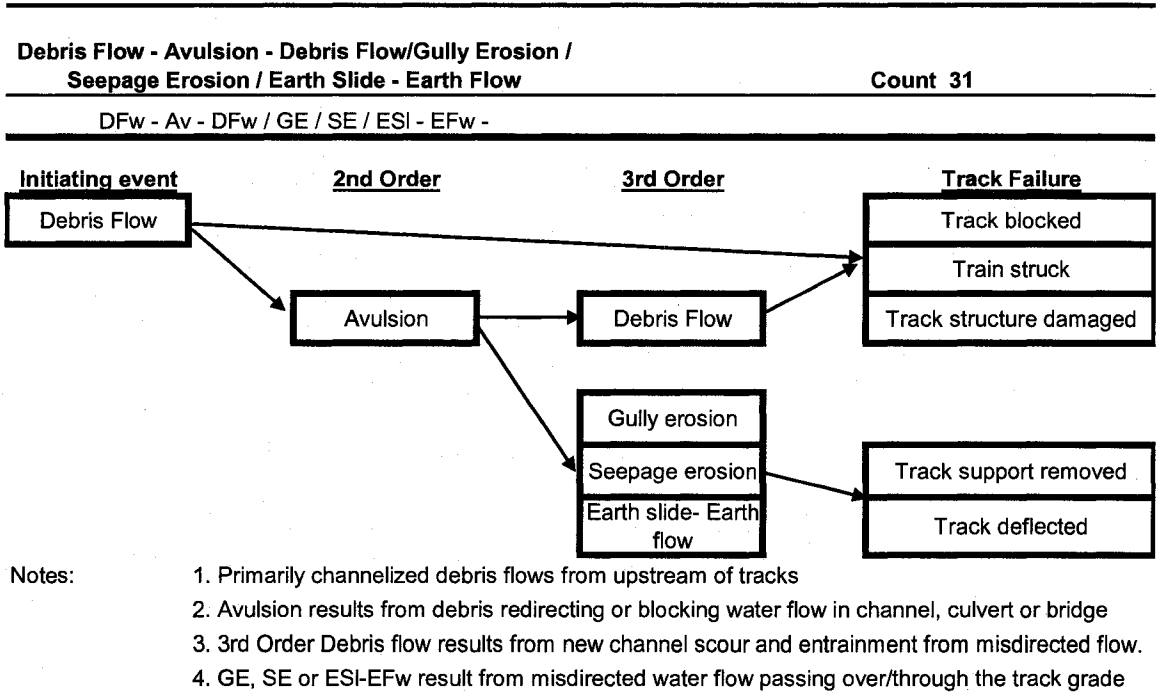 Debris Flow - Avulsion - Debris Flow/Gully Erosion /
Seepage Erosion / Earth Slide - Earth Flow
Count 31
DFw - Av - DFw / GE / SE / ESl - EFw -
Initiating event
2nd Order
3rd Order
Track Failure
Debris Flow
Track blocked
Train struck
Avulsion
Debris Flow
Track structure damaged
Gully erosion
Seepage erosion
Track support removed
Earth slide- Earth
flow
Track deflected
Notes:
1. Primarily channelized debris flows from upstream of tracks
2. Avulsion results from debris redirecting or blocking water flow in channel, culvert or bridge
3. 3rd Order Debris flow results from new channel scour and entrainment from misdirected flow.
4. GE, SE or ESl-EFw result from misdirected water flow passing over/through the track grade